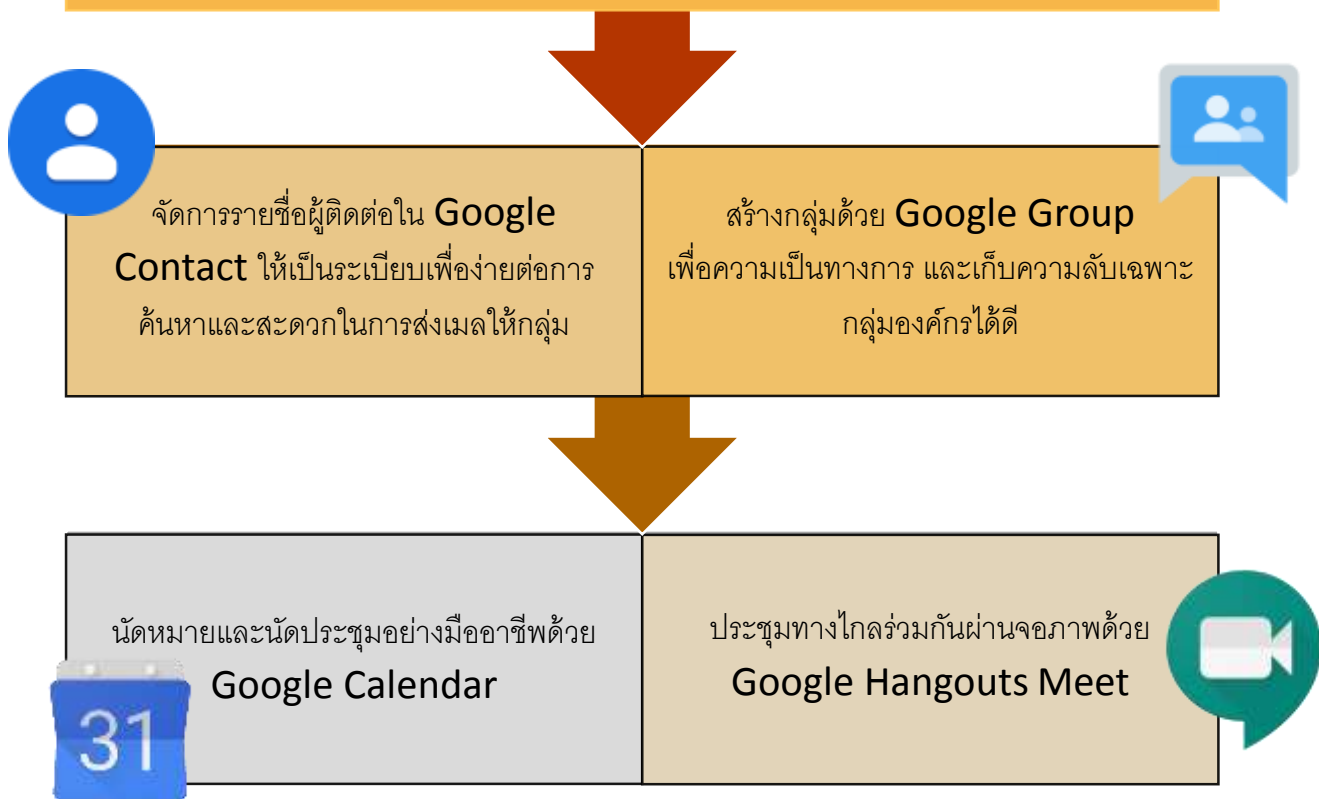 จัดการรายชื่อผู้ติดต่อใน Google
Contact ให้เป็นระเบียบเพื่อง่ายต่อการ
ค้นหาและสะดวกในการส่งเมลให้กลุ่ม
สร้างกลุ่มด้วย Google Group
เพื่อความเป็นทางการ และเก็บความลับเฉพาะ
กลุ่มองค์กรได้ดี
นัดหมายและนัดประชุมอย่างมืออาชีพด้วย
Google Calendar
31
ประชุมทางไกลร่วมกันผ่านจอภาพด้วย
Google Hangouts Meet